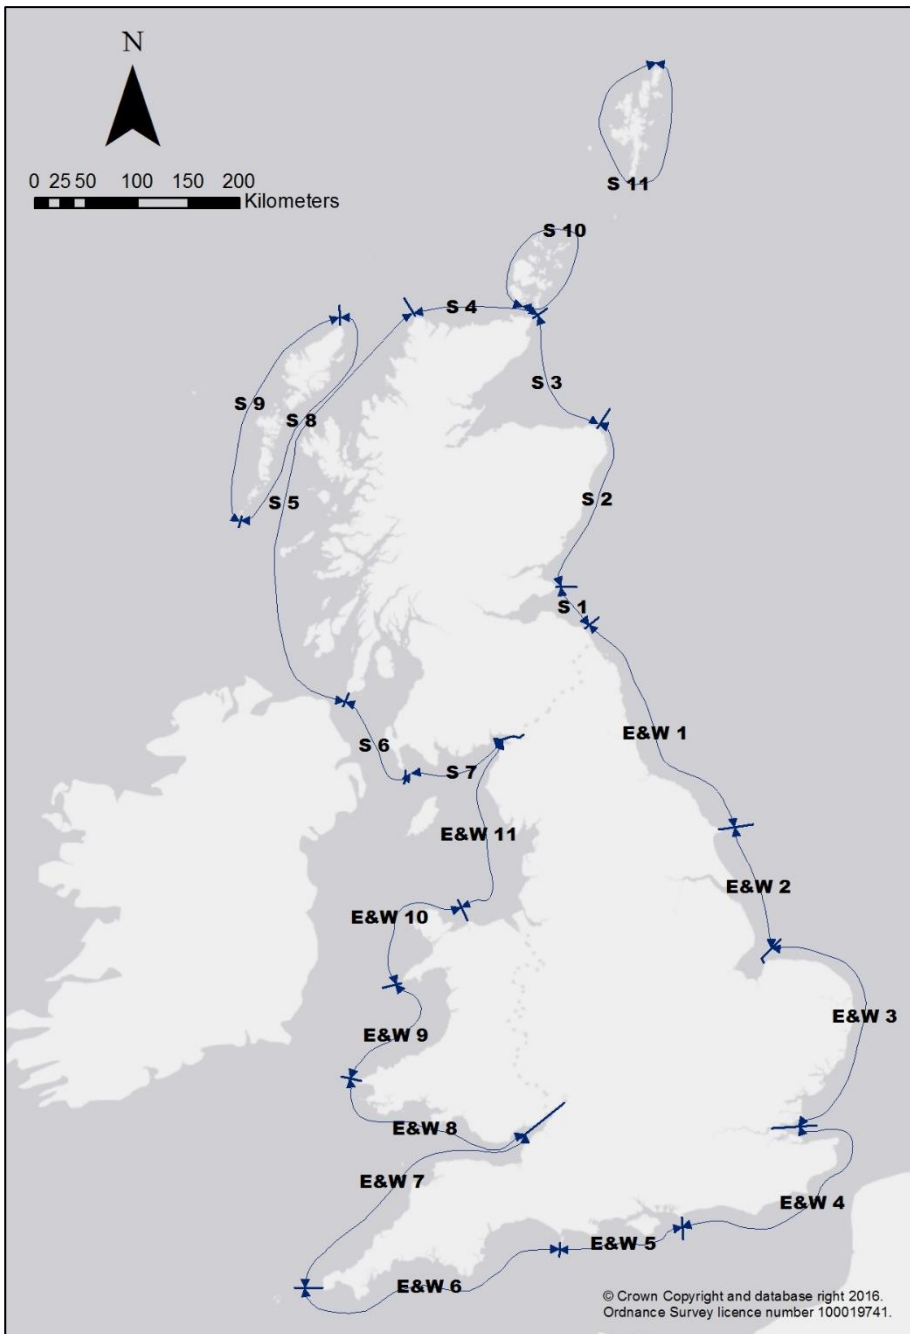 N
0 25 50 100 150 200
Kilometers
S 11
S 10
S 4
S 3
S 9
S 8
S 5
S 2
S 1
E&W 1
S 6
S 7
E&W 11
E&W 2
E&W 10
E&W 3
E&W 9
E&W 8
E&W 7
E&W 4
E&W 5
E&W 6
© Crown Copyright and database right 2016.
Ordnance Survey licence number 100019741.